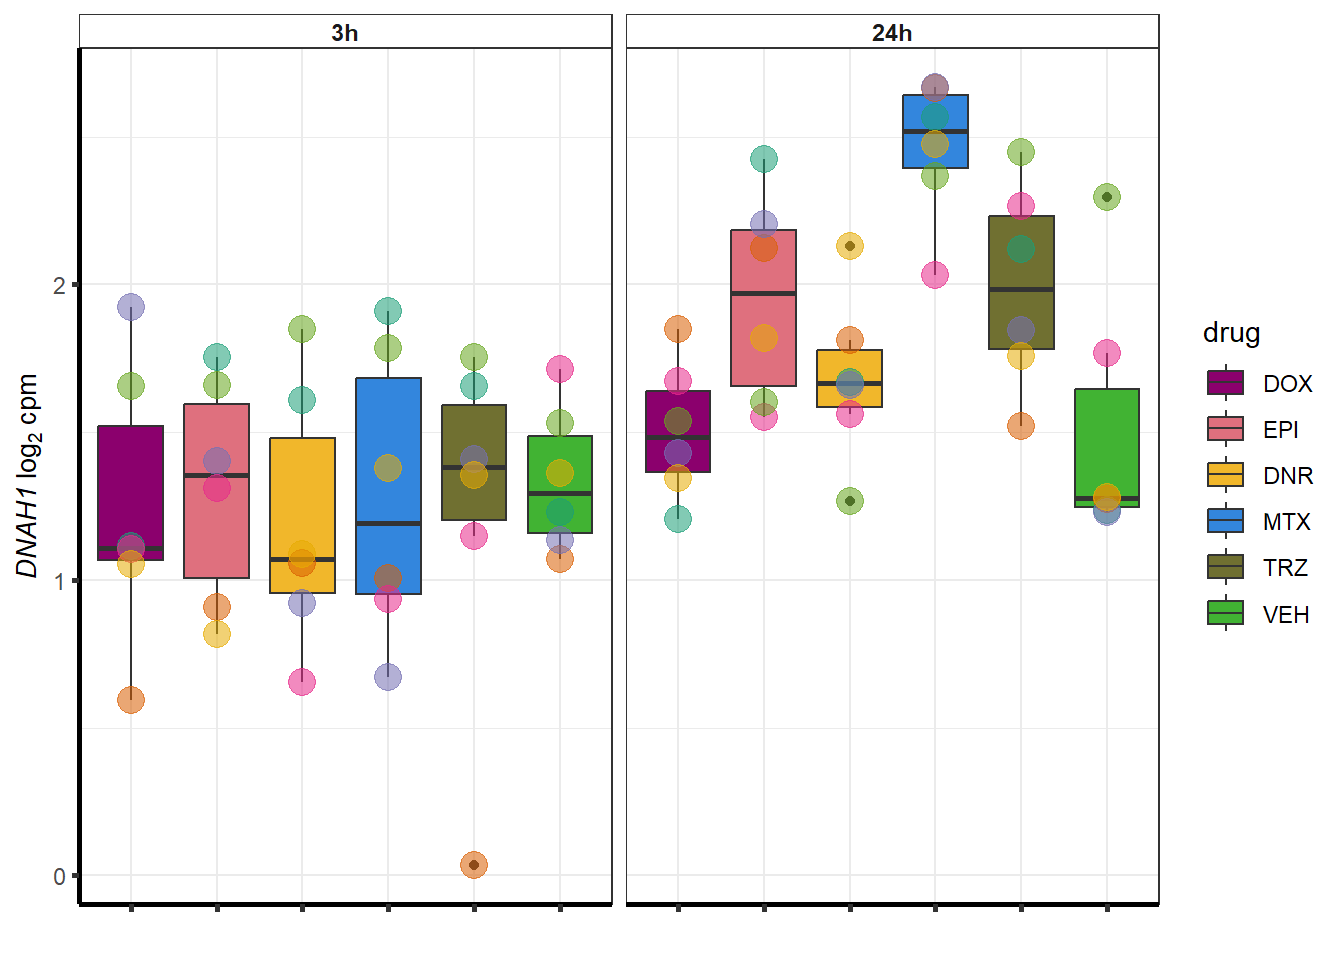 3h
24h
DNAH1 log2 cpm
2
1
0
drug
DOX
EPI
DNR
MTX
TRZ
VEH